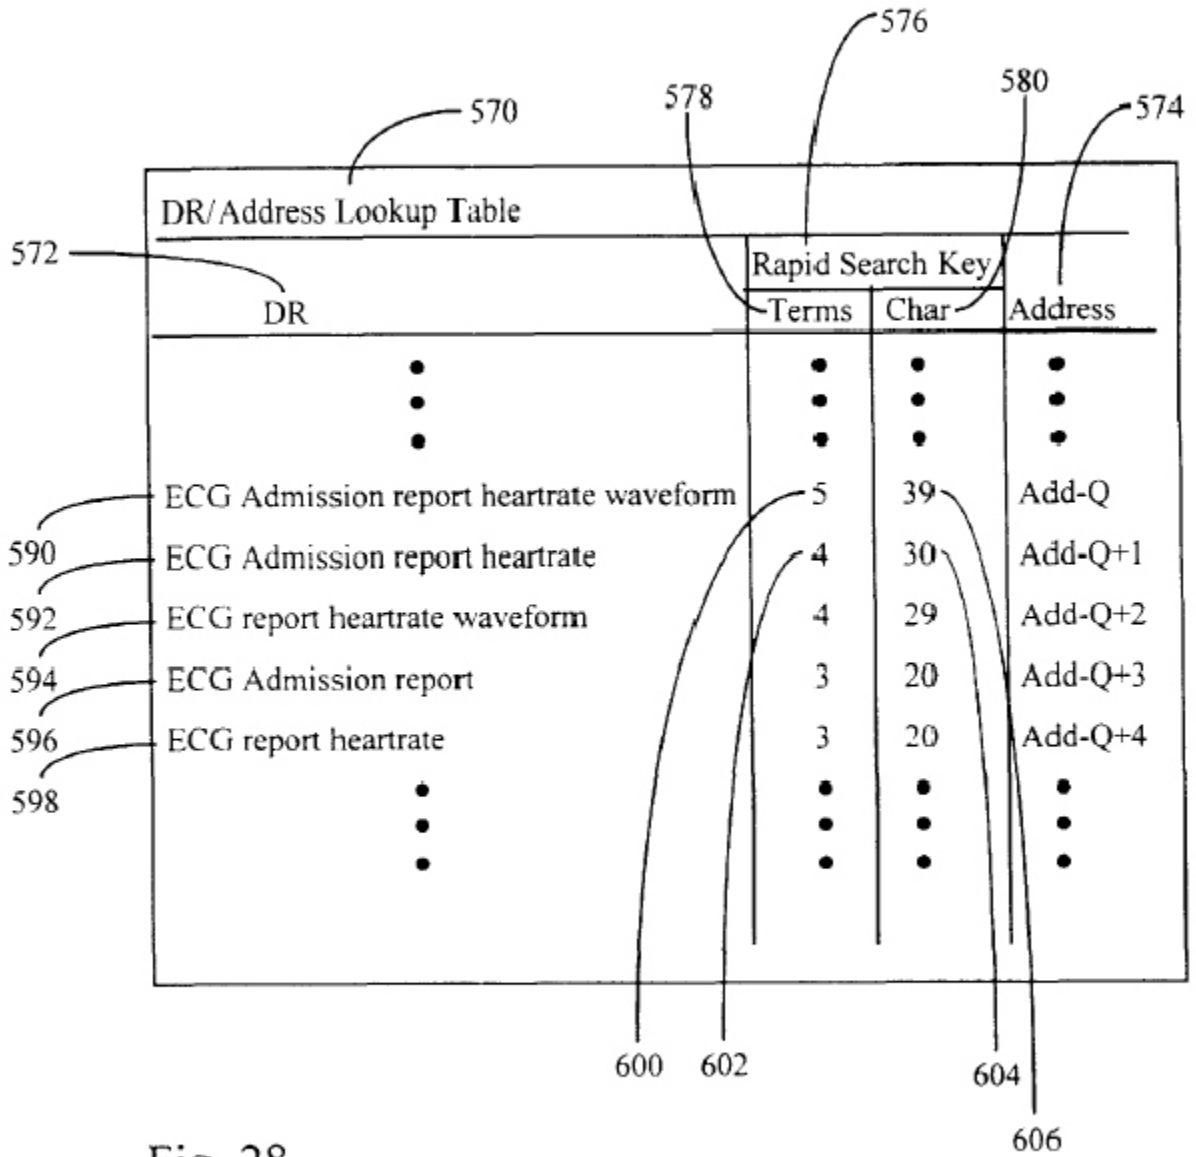 576
580
578
574
570
DR/Address Lookup Table
572
Rapid Search Key
DR Terms Char Address
ECG Admission report heartrate waveform 5 39 Add-Q
590
ECG Admission report heartrate 4 30 Add-Q+1
592
ECG report heartrate waveform 4 29 Add-Q+2
594
ECG Admission report 3 20 Add-Q+3
596
ECG report heartrate 3 20 Add-Q+4
598
600 602 604
606
Fig. 28